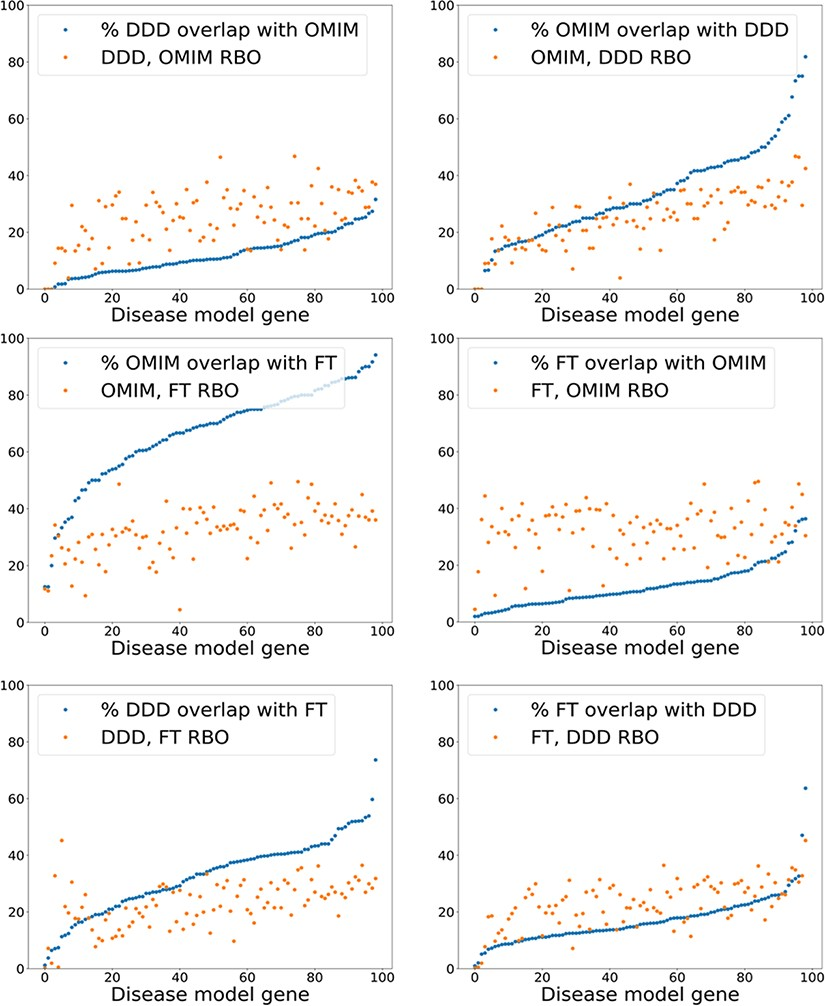 100
80
60
40
20
0
% DDD overlap with OMIM
DDD, OMIM RBO
0 20 40 60 80 100
Disease model gene
100
80
60
40
20
0
% OMIM overlap with DDD
OMIM, DDD RBO
0 20 40 60 80 100
Disease model gene
100
80
60
40
20
0
% OMIM overlap with FT
OMIM, FT RBO
0 20 40 60 80 100
Disease model gene
100
80
60
40
20
0
% FT overlap with OMIM
FT, OMIM RBO
0 20 40 60 80 100
Disease model gene
100
80
60
40
20
0
% DDD overlap with FT
DDD, FT RBO
0 20 40 60 80 100
Disease model gene
100
80
60
40
20
0
% FT overlap with DDD
FT, DDD RBO
0 20 40 60 80 100
Disease model gene